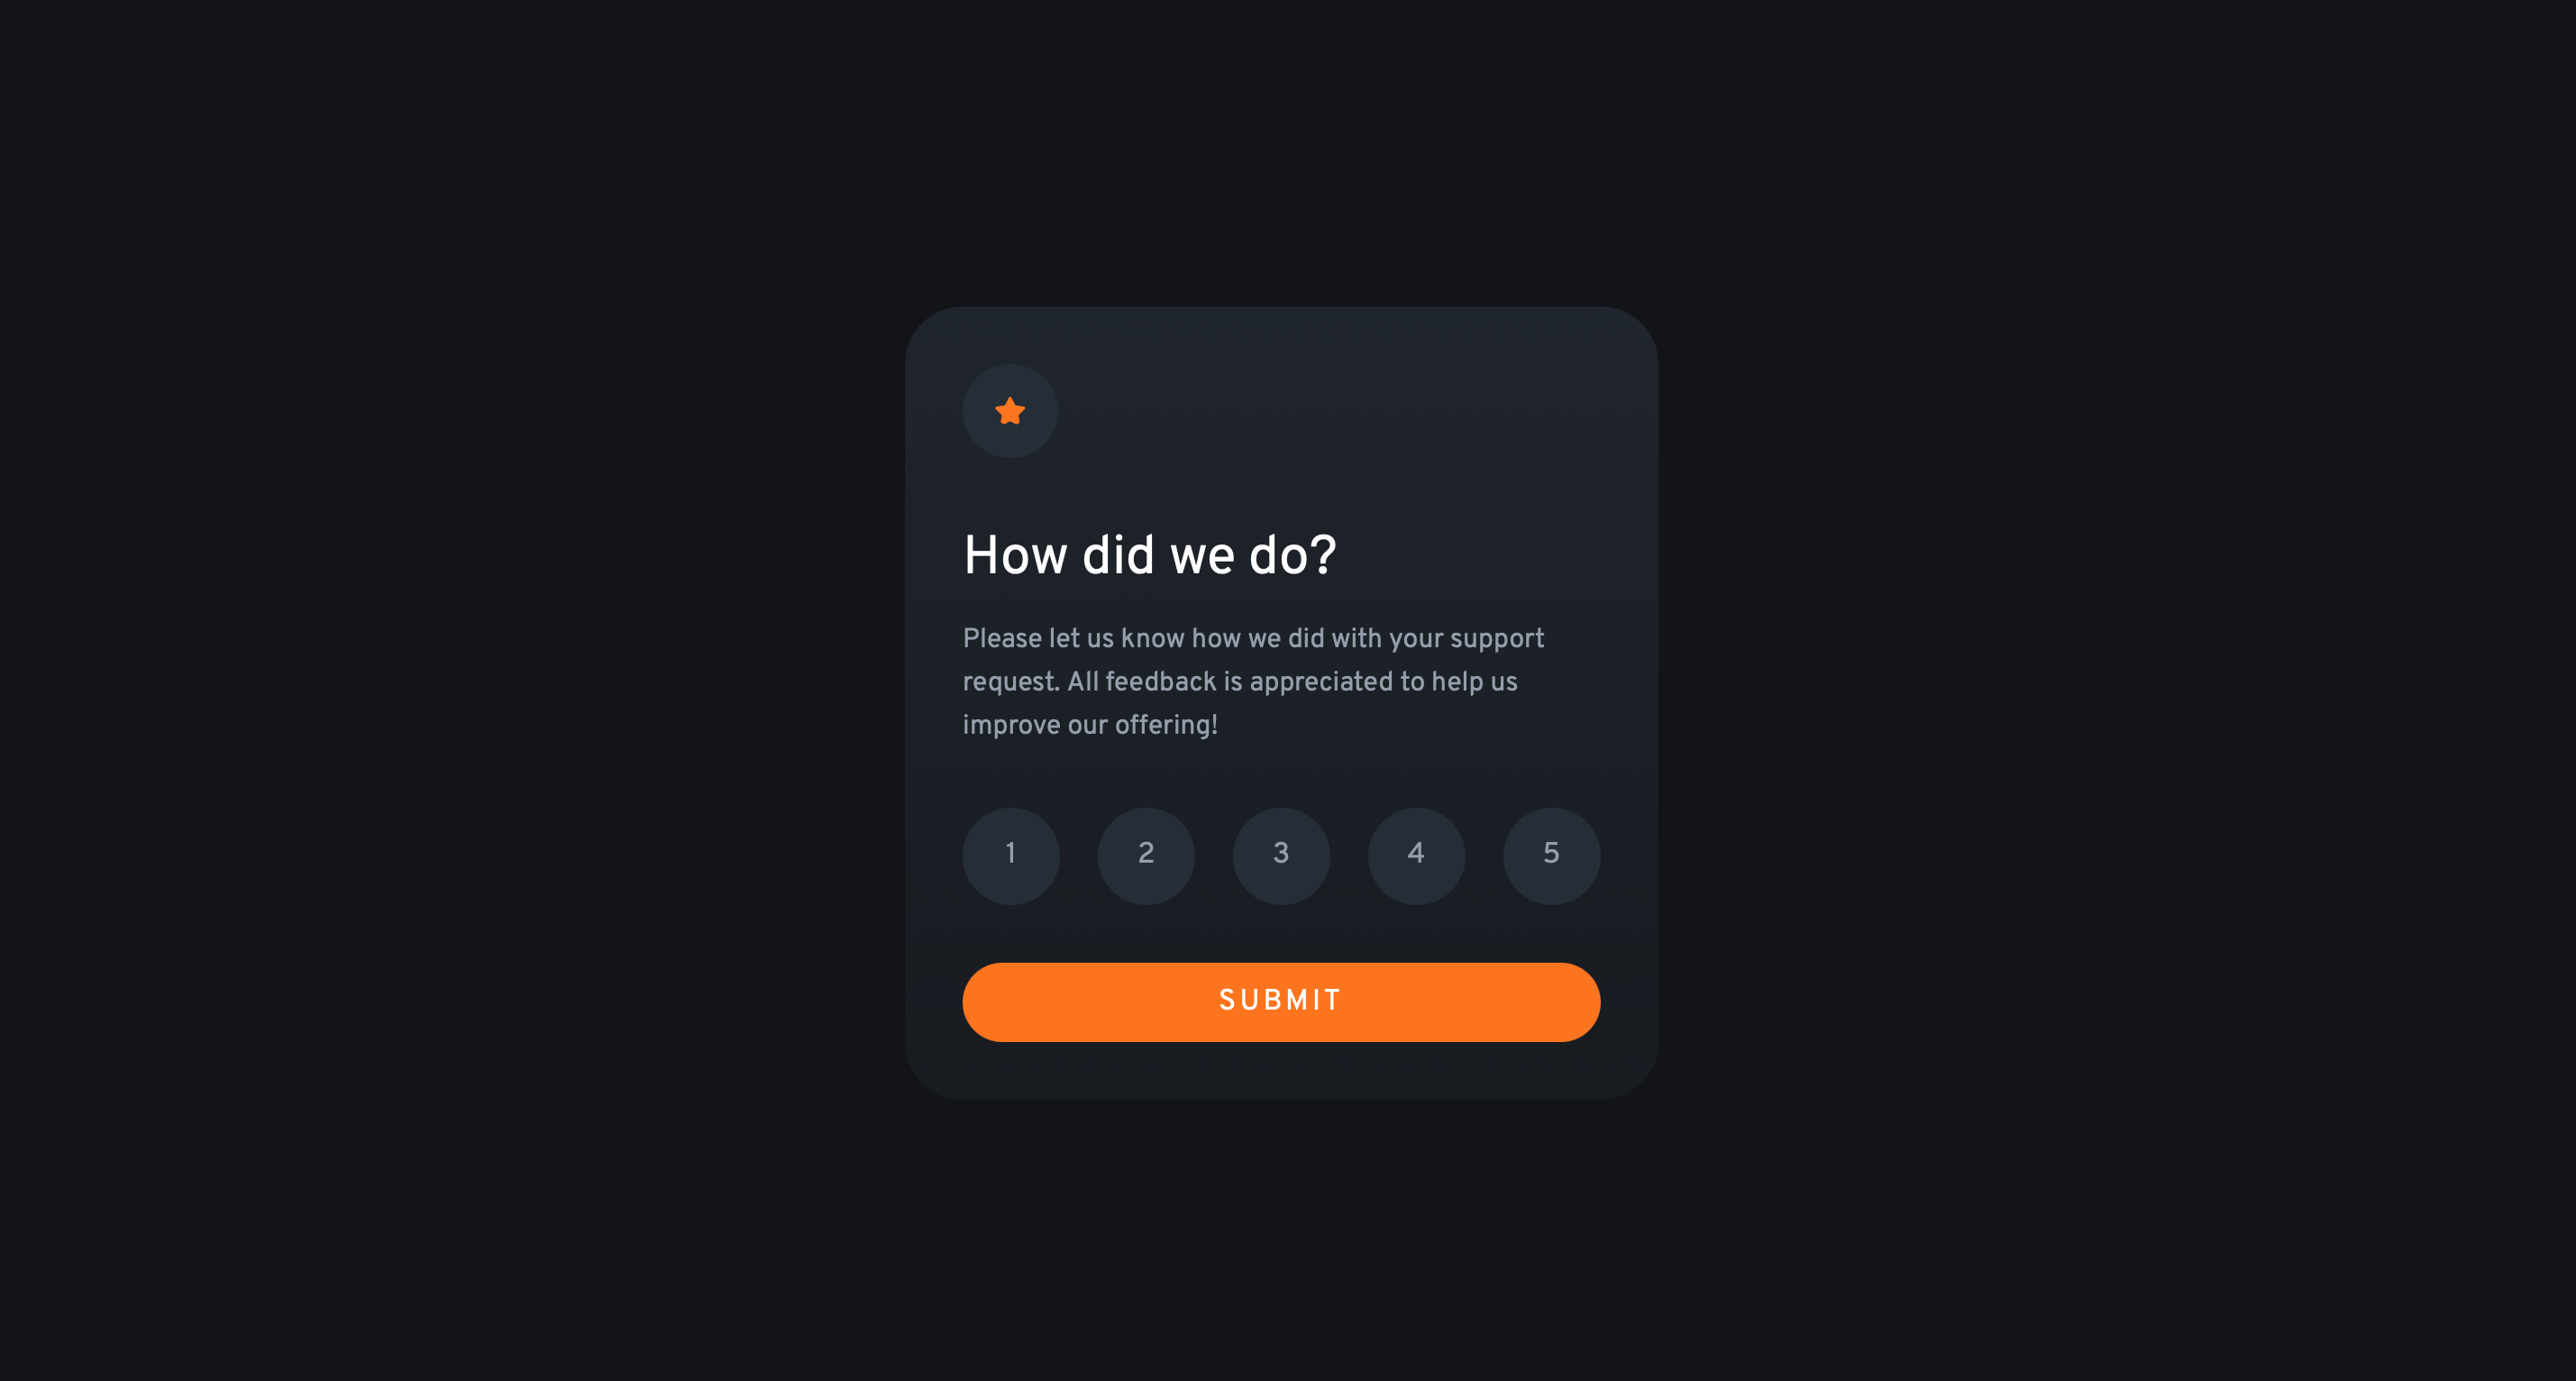 How did we do?
Please let us know how we did with your support
request. All feedback is appreciated to help us
improve our offering!
1 2 3 4 5
SUBMIT